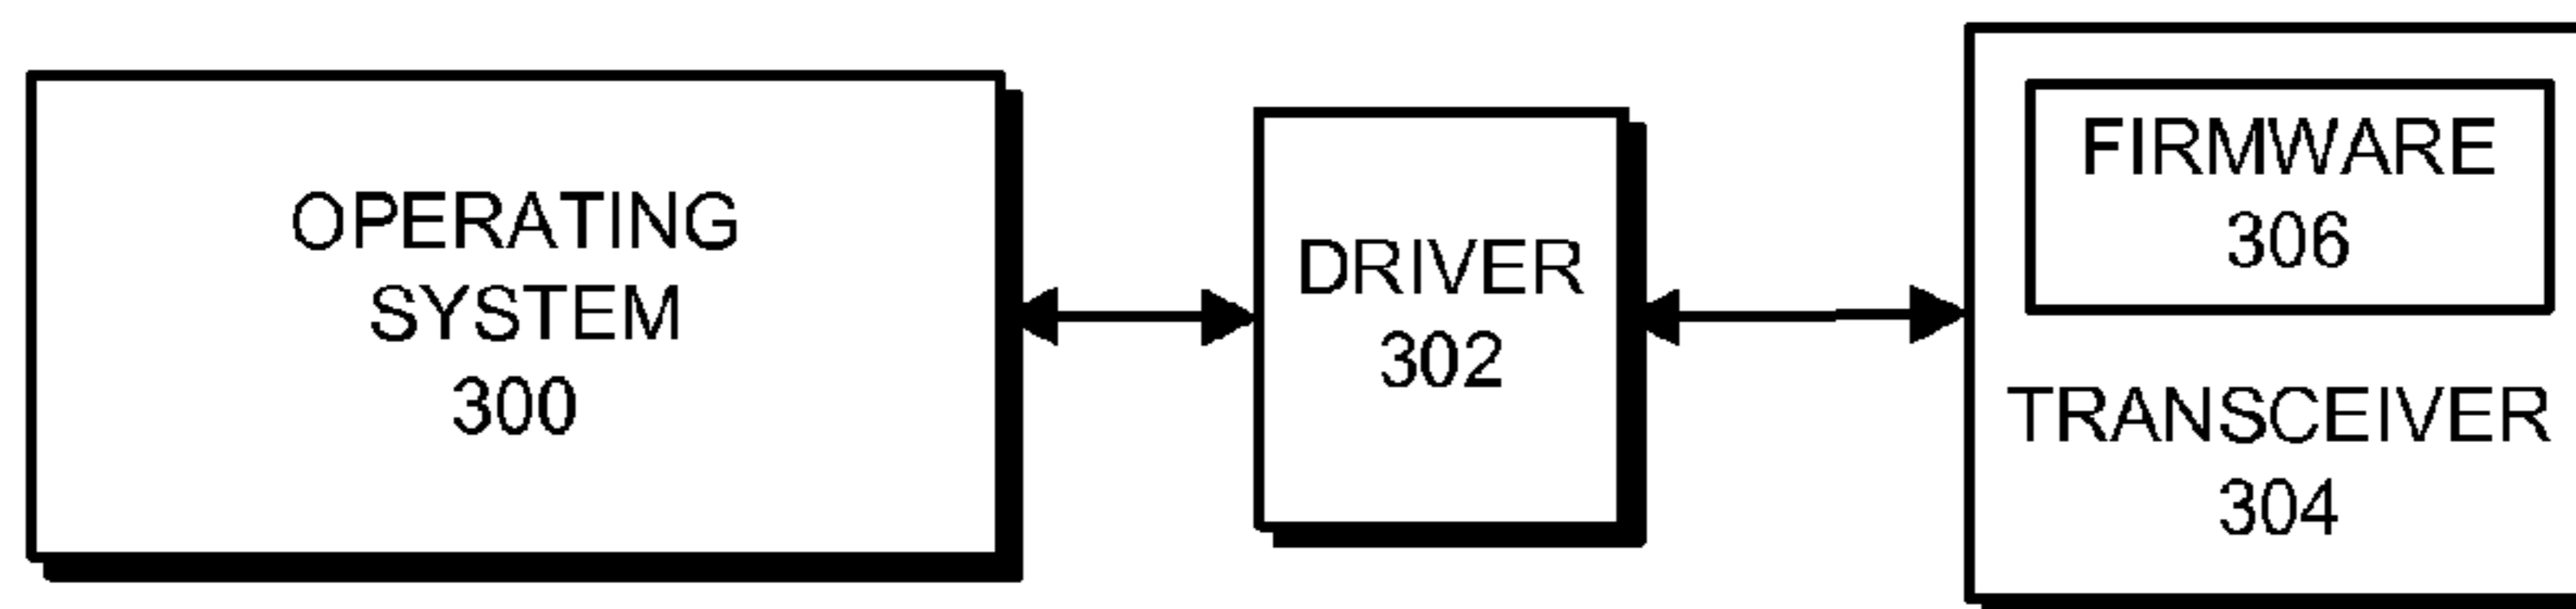 OPERATING
SYSTEM
300
DRIVER
302
FIRMWARE
306
TRANSCEIVER
304